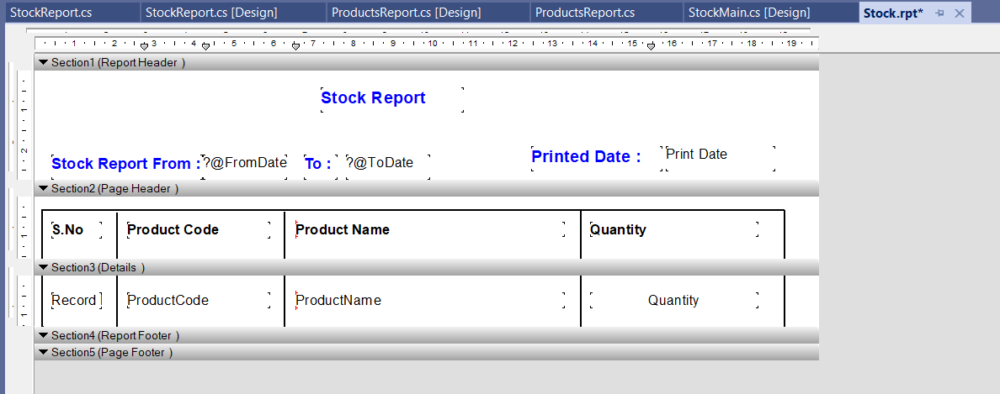 StockReport.cs StockReport.cs [Design] ProductsReport.cs [Design] ProductsReport.cs StockMain.cs [Design] Stock.rpt*
1 2 3 4 5 6 7 8 9 10 11 12 13 14 15 16 17 18 19
Section1 (Report Header )
Stock Report
Stock Report From : ?@FromDate To : ?@ToDate Printed Date : Print Date
Section2 (Page Header )
S.No Product Code Product Name Quantity
Section3 (Details )
Record ProductCode ProductName Quantity
Section4 (Report Footer )
Section5 (Page Footer )